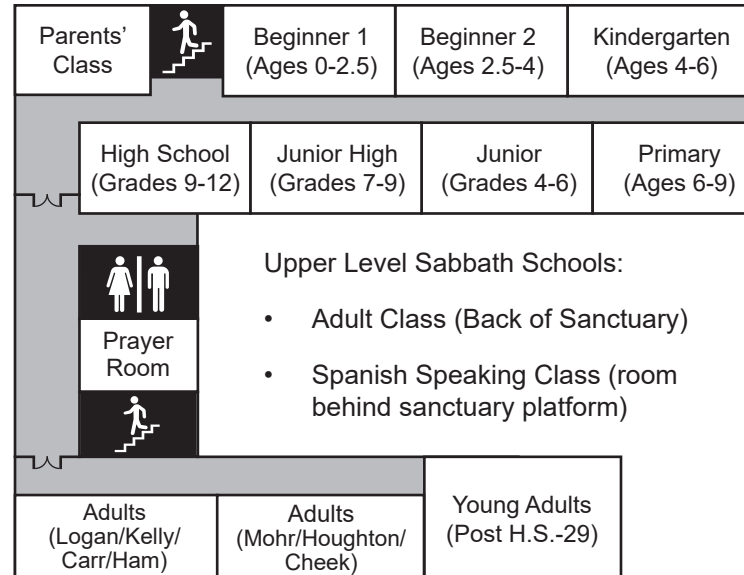 Parents’
Class
Beginner 1
(Ages 0-2.5)
Beginner 2
(Ages 2.5-4)
Kindergarten
(Ages 4-6)
High School
(Grades 9-12)
Junior High
(Grades 7-9)
Junior
(Grades 4-6)
Primary
(Ages 6-9)
Upper Level Sabbath Schools:
• Adult Class (Back of Sanctuary)
• Spanish Speaking Class (room
behind sanctuary platform)
Prayer
Room
Adults
(Logan/Kelly/
Carr/Ham)
Adults
(Mohr/Houghton/
Cheek)
Young Adults
(Post H.S.-29)